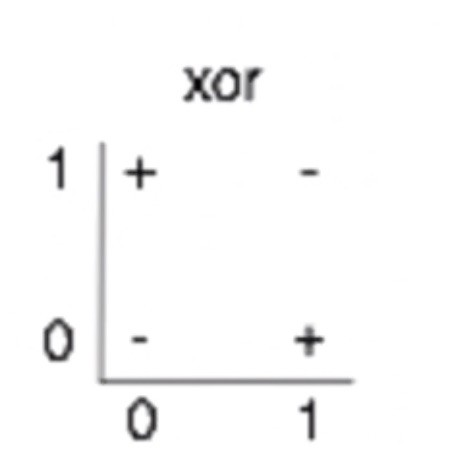 xor
1 + -
0 - +
0 1